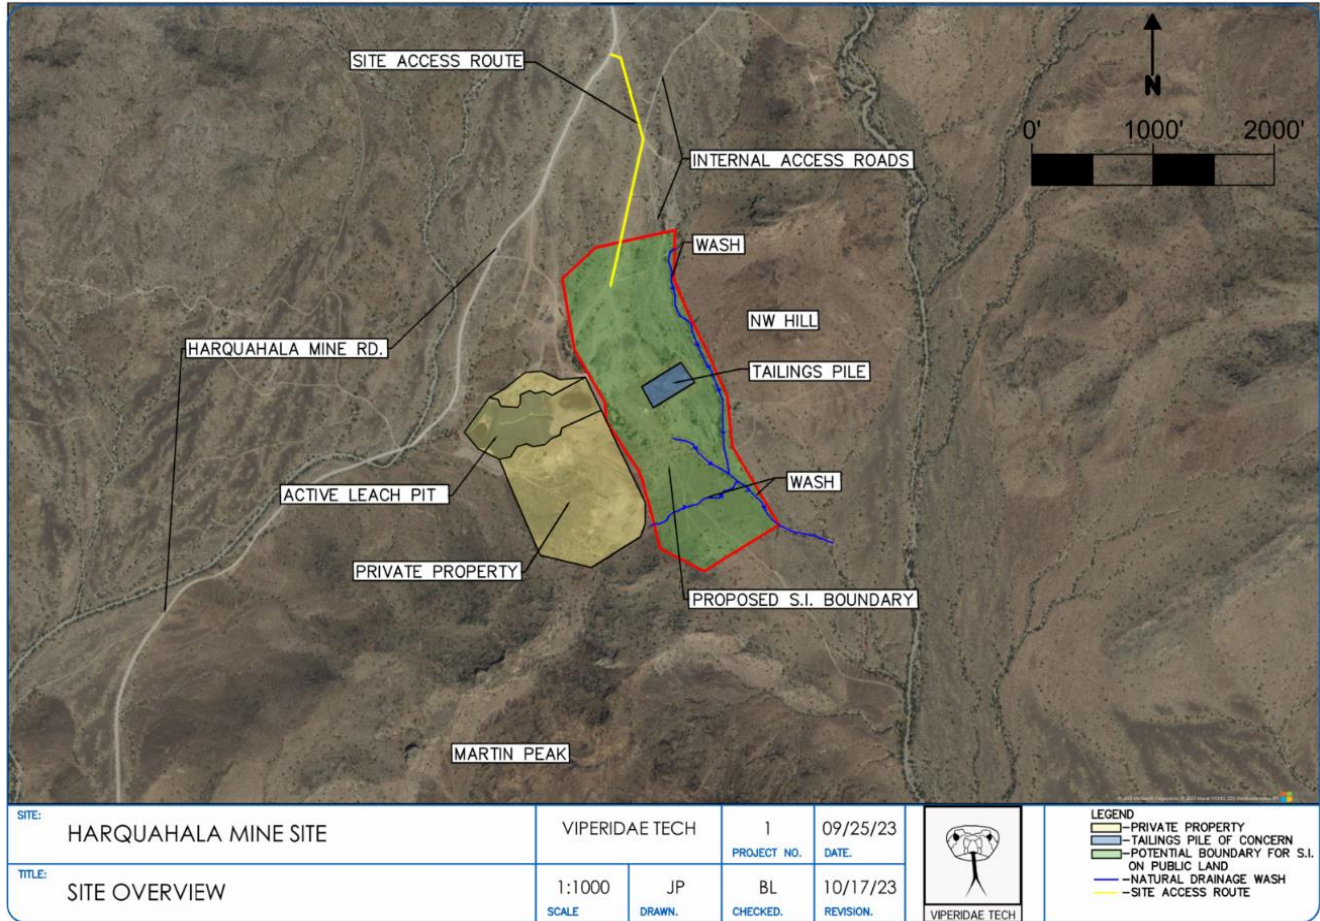 SITE ACCESS ROUTE
N
0' 1000' 2000'
INTERNAL ACCESS ROADS
WASH
NW HILL
HARQUAHALA MINE RD.
TAILINGS PILE
WASH
ACTIVE LEACH PIT
PRIVATE PROPERTY
PROPOSED S.I. BOUNDARY
MARTIN PEAK
SITE:
HARQUAHALA MINE SITE
VIPERIDAE TECH
1
PROJECT NO.
09/25/23
DATE.
TITLE:
SITE OVERVIEW
1:1000
SCALE
JP
DRAWN.
BL
CHECKED.
10/17/23
REVISION.
VIPERIDAE TECH
LEGEND
-PRIVATE PROPERTY
-TAILINGS PILE OF CONCERN
-POTENTIAL BOUNDARY FOR S.I.
ON PUBLIC LAND
-NATURAL DRAINAGE WASH
-SITE ACCESS ROUTE